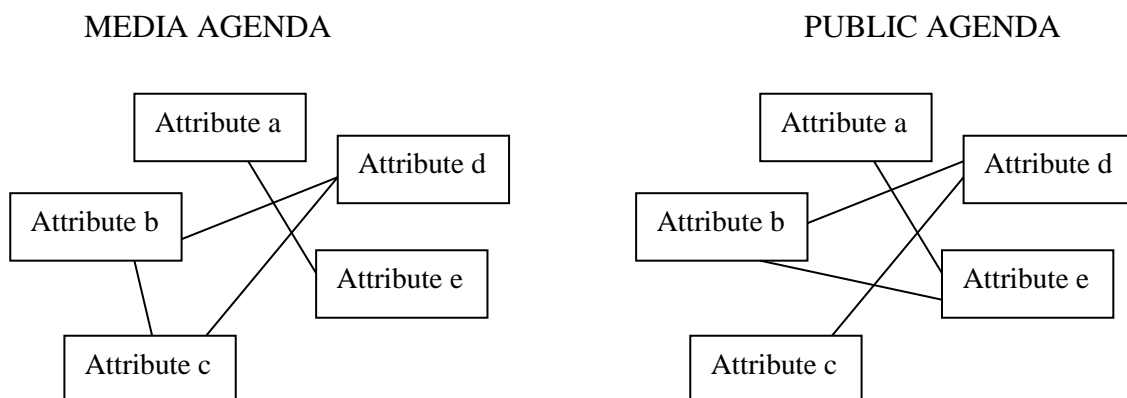 MEDIA AGENDA
Attribute a
Attribute d
Attribute b
Attribute e
Attribute c
PUBLIC AGENDA
Attribute a
Attribute d
Attribute b
Attribute e
Attribute c